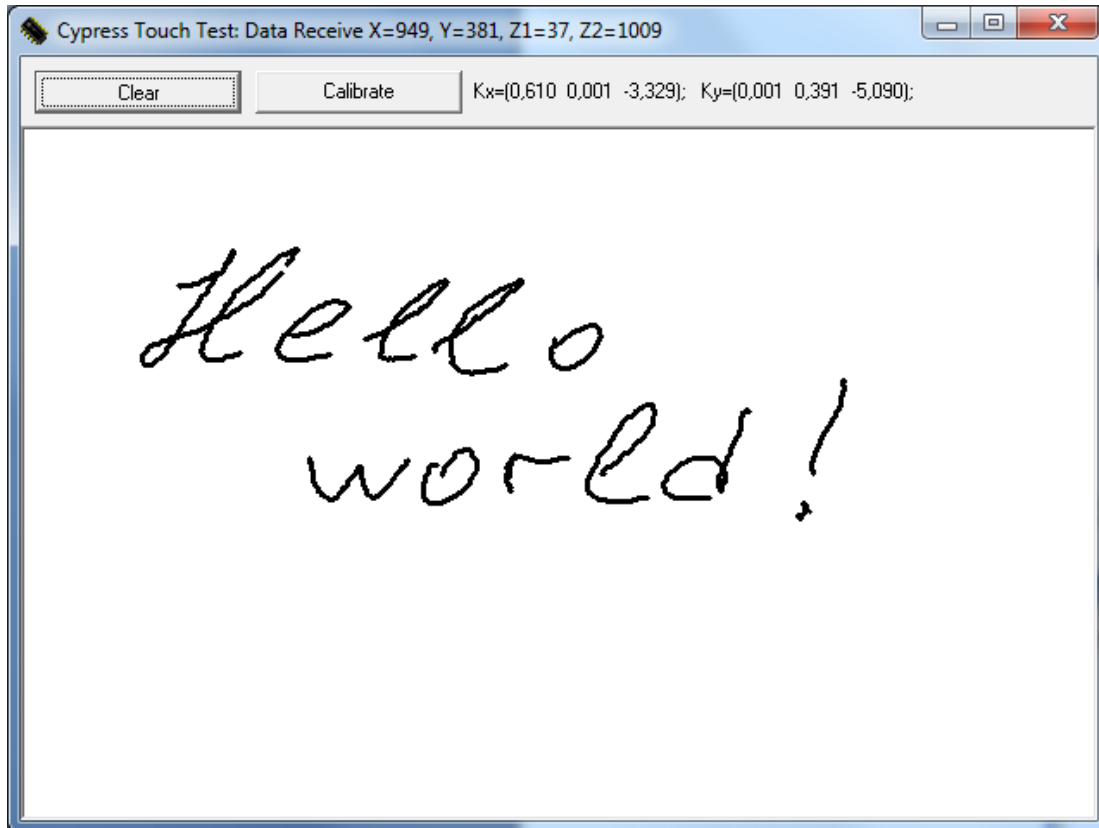 Cypress Touch Test: Data Receive X=949, Y=381, Z1=37, Z2=1009
Clear Calibrate Kx=(0,610 0,001 -3,329); Ky=(0,001 0,391 -5,090);
Hello
world!